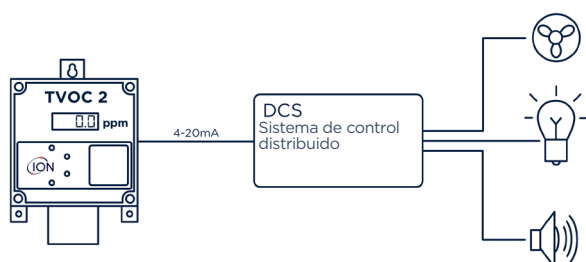 TVOC 2
0.0 ppm
ION
4-20mA
DCS
Sistema de control
distribuido